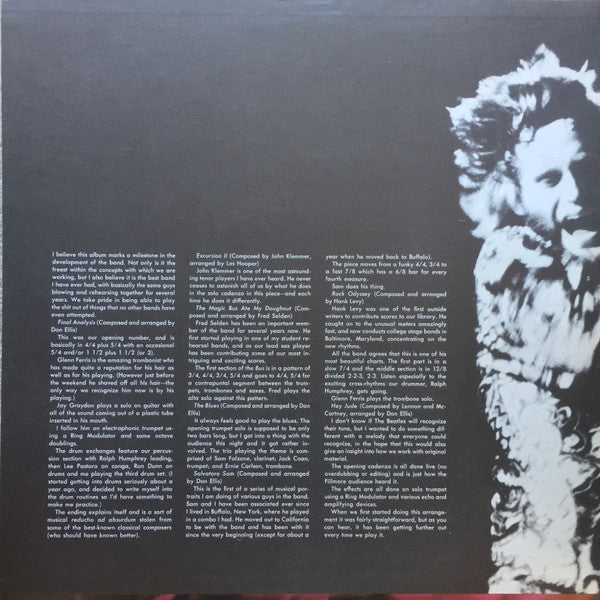 I believe this album marks a milestone in the
development of the band. Not only is it the
freest within the concepts with which we are
working, but I also believe it is the best band
I have ever had, with basically the same guys
blowing and rehearsing together for several
years. We take pride in being able to play
the shit out of things that no other bands have
even attempted.
Final Analysis (Composed and arranged by
Don Ellis)
This was our opening number, and is
basically in 4/4 plus 5/4 with an occasional
5/4 and/or 1 1/2 plus 1 1/2 (or 3).
Glenn Ferris is the amazing trombonist who
has made quite a reputation for his hair as
well as for his playing. (However just before
the weekend he shaved off all his hair—the
only way we recognize him now is by his
playing.)
Jay Graydon plays a solo on guitar with
all of the sound coming out of a plastic tube
inserted in his mouth.
I follow him on electrophonic trumpet us-
ing a Ring Modulator and some octave
doublings.
The drum exchanges feature our percus-
sion section with Ralph Humphrey leading,
then Lee Pastora on conga, Ron Dunn on
drums and me playing the third drum set. (I
started getting into drums seriously about a
year ago, and decided to write myself into
the drum routines so I'd have something to
make me practice.)
The ending explains itself and is a sort of
musical reductio ad absurdum stolen from
some of the best-known classical composers
(who should have known better).
Excursion II (Composed by John Klemmer,
arranged by Les Hooper)
John Klemmer is one of the most astound-
ing tenor players I have ever heard. He never
ceases to astonish all of us by what he does
in the solo cadenza in this piece—and each
time he does it differently.
The Magic Bus Ate My Doughnut (Com-
posed and arranged by Fred Selden)
Fred Selden has been an important mem-
ber of the band for several years now. He
first started playing in one of my student re-
hearsal bands, and as our lead sax player
has been contributing some of our most in-
triguing and exciting scores.
The first section of the Bus is in a pattern of
3/4, 4/4, 3/4, 5/4 and goes to 4/4, 5/4 for
a contrapuntal segment between the trum-
pets, trombones and saxes. Fred plays the
alto solo against this pattern.
The Blues (Composed and arranged by Don
Ellis)
It always feels good to play the blues. The
opening trumpet solo is supposed to be only
two bars long, but I got into a thing with the
audience this night and it got rather in-
volved. The trio playing the theme is com-
prised of Sam Falzone, clarinet; Jack Coan,
trumpet; and Ernie Carlson, trombone.
Salvatore Sam (Composed and arranged
by Don Ellis)
This is the first of a series of musical por-
traits I am doing of various guys in the band.
Sam and I have been associated ever since
I lived in Buffalo, New York, where he played
in a combo I had. He moved out to California
to be with the band and has been with it
since the very beginning (except for about a
year when he moved back to Buffalo).
The piece moves from a funky 4/4, 3/4 to
a fast 7/8 which has a 6/8 bar for every
fourth measure.
Sam does his thing.
Rock Odyssey (Composed and arranged
by Hank Levy)
Hank Levy was one of the first outside
writers to contribute scores to our library. He
caught on to the unusual meters amazingly
fast, and now conducts college stage bands in
Baltimore, Maryland, concentrating on the
new rhythms.
All the band agrees that this is one of his
most beautiful charts. The first part is in a
slow 7/4 and the middle section is in 12/8
divided 2-2-3, 2-3. Listen especially to the
exciting cross-rhythms our drummer, Ralph
Humphrey, gets going.
Glenn Ferris plays the trombone solo.
Hey Jude (Composed by Lennon and Mc-
Cartney, arranged by Don Ellis)
I don't know if The Beatles will recognize
their tune, but I wanted to do something dif-
ferent with a melody that everyone could
recognize, in the hope that this would also
give an insight into how we work with original
material.
The opening cadenza is all done live (no
overdubbing or editing) and is just how the
Fillmore audience heard it.
The effects are all done on solo trumpet
using a Ring Modulator and various echo and
amplifying devices.
When we first started doing this arrange-
ment it was fairly straightforward, but as you
can hear, it has been getting further out
every time we play it.